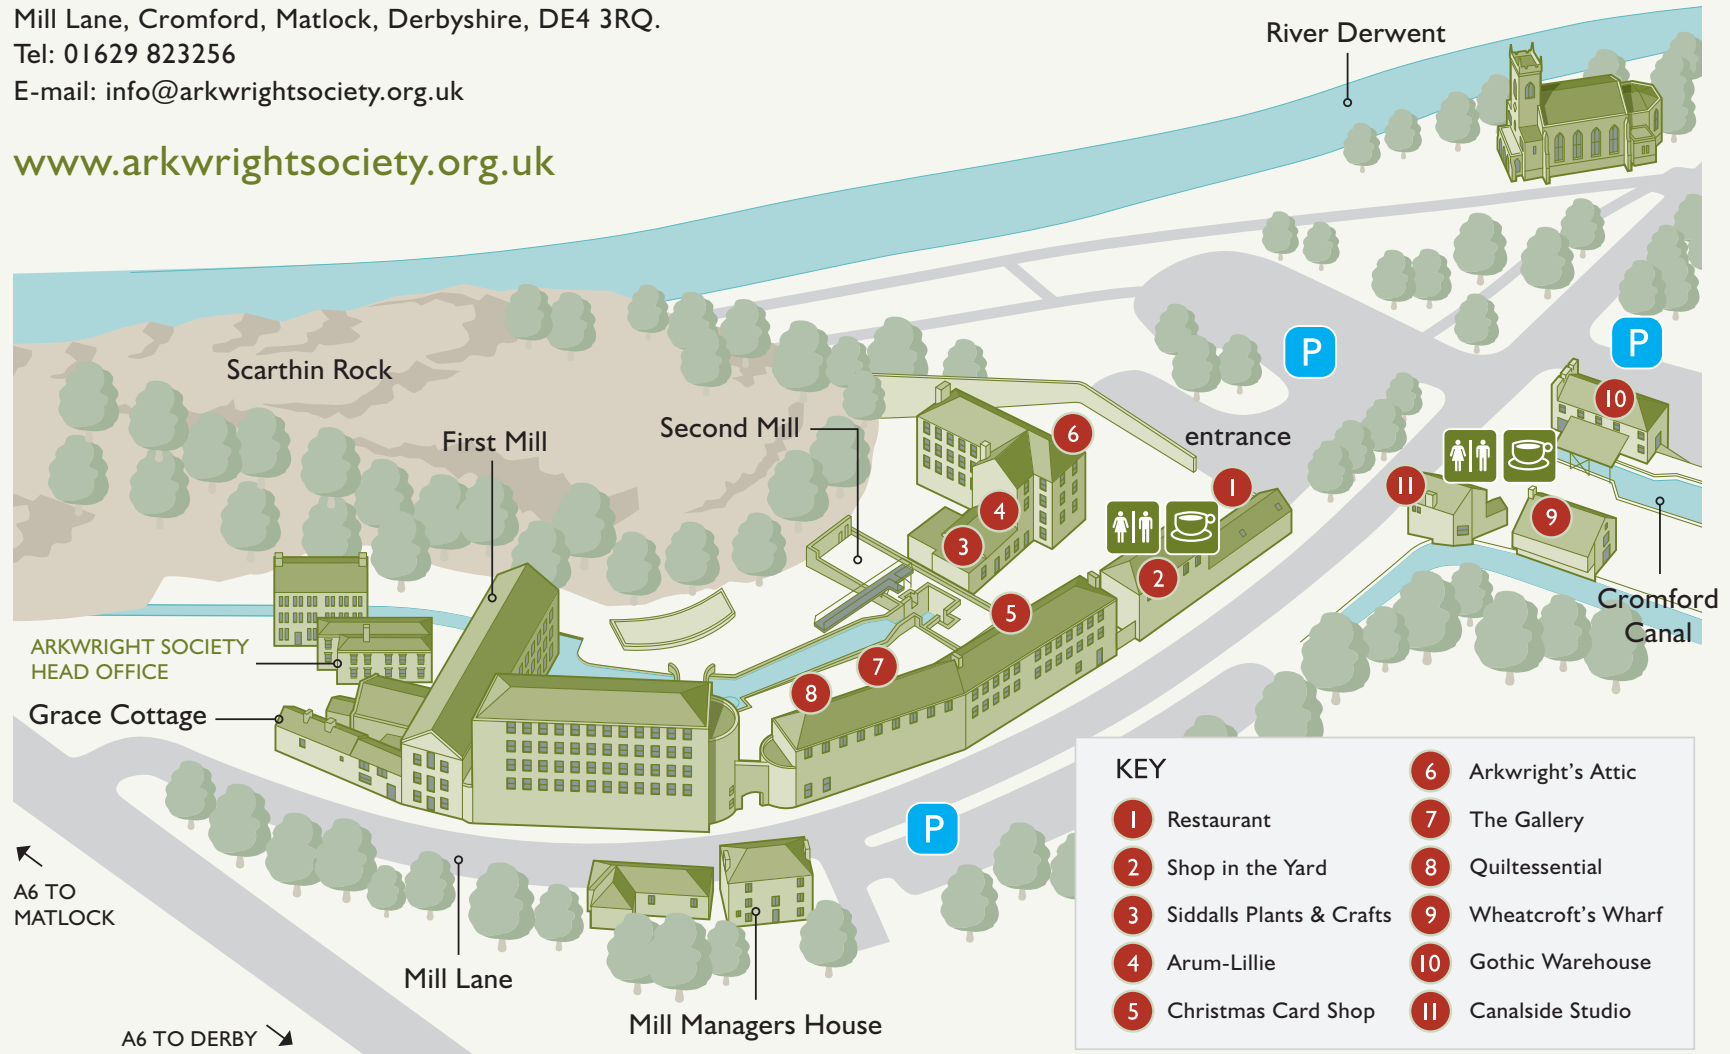 Mill Lane, Cromford, Matlock, Derbyshire, DE4 3RQ.
Tel: 01629 823256
E-mail: info@arkwrightsociety.org.uk
www.arkwrightsociety.org.uk
River Derwent
Scarthin Rock
First Mill
Second Mill
entrance
P
P
P
1
2
3
4
5
6
7
8
9
10
11
Cromford
Canal
ARKWRIGHT SOCIETY
HEAD OFFICE
Grace Cottage
A6 TO
MATLOCK
Mill Lane
Mill Managers House
A6 TO DERBY
KEY
1 Restaurant
2 Shop in the Yard
3 Siddalls Plants & Crafts
4 Arum-Lillie
5 Christmas Card Shop
6 Arkwright's Attic
7 The Gallery
8 Quiltessential
9 Wheatcroft's Wharf
10 Gothic Warehouse
11 Canalside Studio